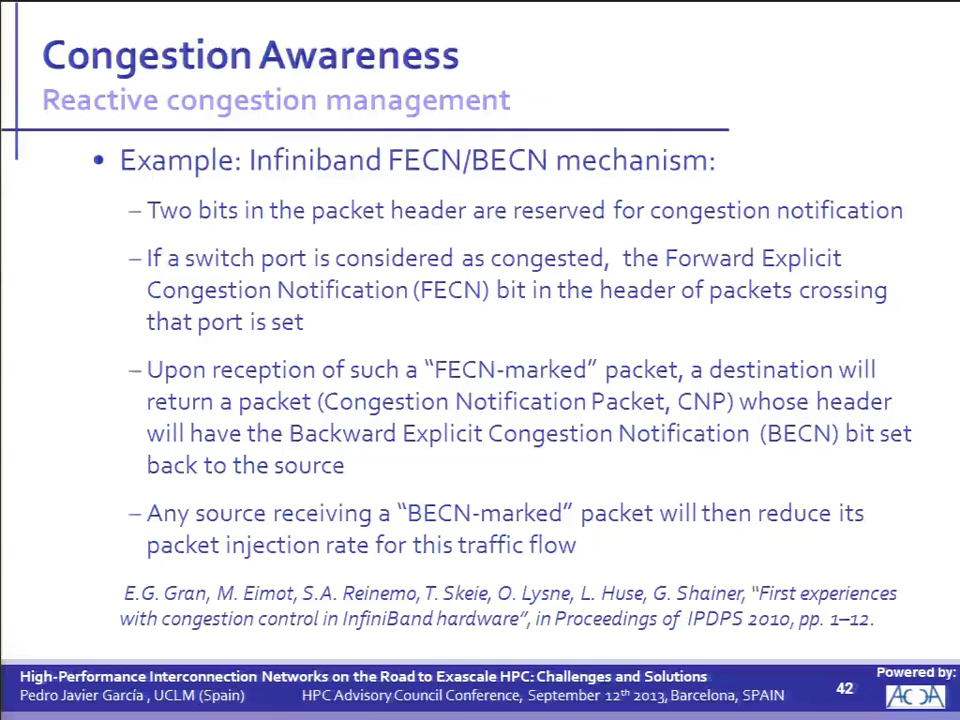 Congestion Awareness
Reactive congestion management
• Example: Infiniband FECN/BECN mechanism:
– Two bits in the packet header are reserved for congestion notification
– If a switch port is considered as congested, the Forward Explicit
Congestion Notification (FECN) bit in the header of packets crossing
that port is set
– Upon reception of such a “FECN-marked” packet, a destination will
return a packet (Congestion Notification Packet, CNP) whose header
will have the Backward Explicit Congestion Notification (BECN) bit set
back to the source
– Any source receiving a “BECN-marked” packet will then reduce its
packet injection rate for this traffic flow
E.G. Gran, M. Eimot, S.A. Reinemo, T. Skeie, O. Lysne, L. Huse, G. Shainer, “First experiences
with congestion control in InfiniBand hardware”, in Proceedings of IPDPS 2010, pp. 1–12.
High-Performance Interconnection Networks on the Road to Exascale HPC: Challenges and Solutions
Pedro Javier García , UCLM (Spain) HPC Advisory Council Conference, September 12th 2013, Barcelona, SPAIN
42
Powered by: